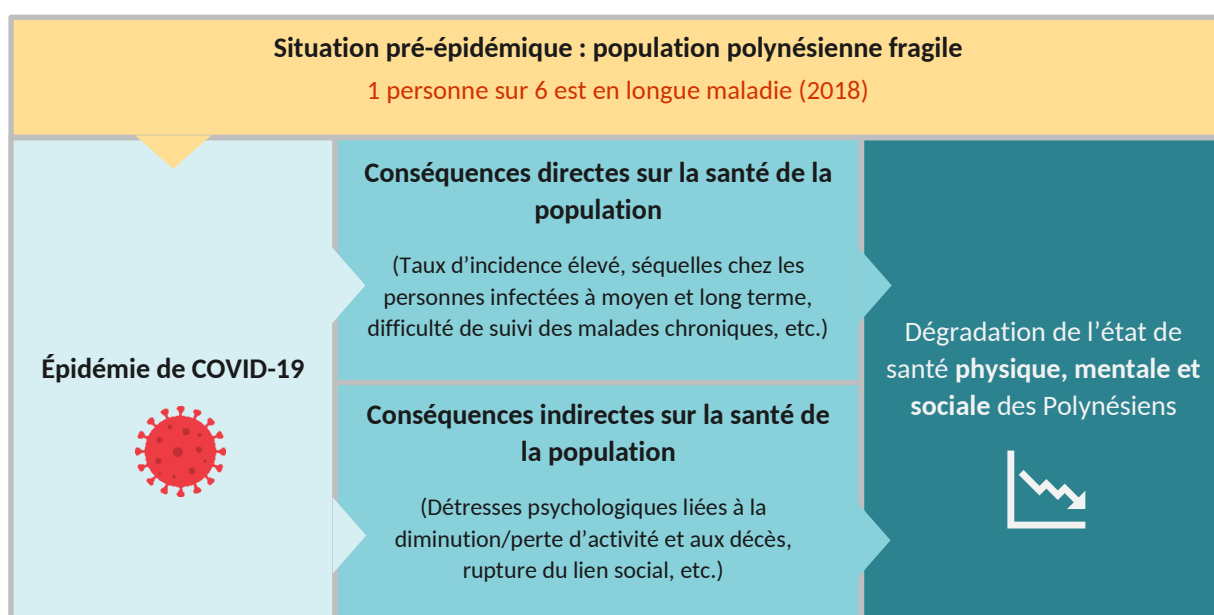 Situation pré-épidémique : population polynésienne fragile
1 personne sur 6 est en longue maladie (2018)
Épidémie de COVID-19
Conséquences directes sur la santé de la
population
(Taux d’incidence élevé, séquelles chez les
personnes infectées à moyen et long terme,
difficulté de suivi des malades chroniques, etc.)
Conséquences indirectes sur la santé de
la population
(Détresses psychologiques liées à la
diminution/perte d’activité et aux décès,
rupture du lien social, etc.)
Dégradation de l’état de
santé physique, mentale et
sociale des Polynésiens